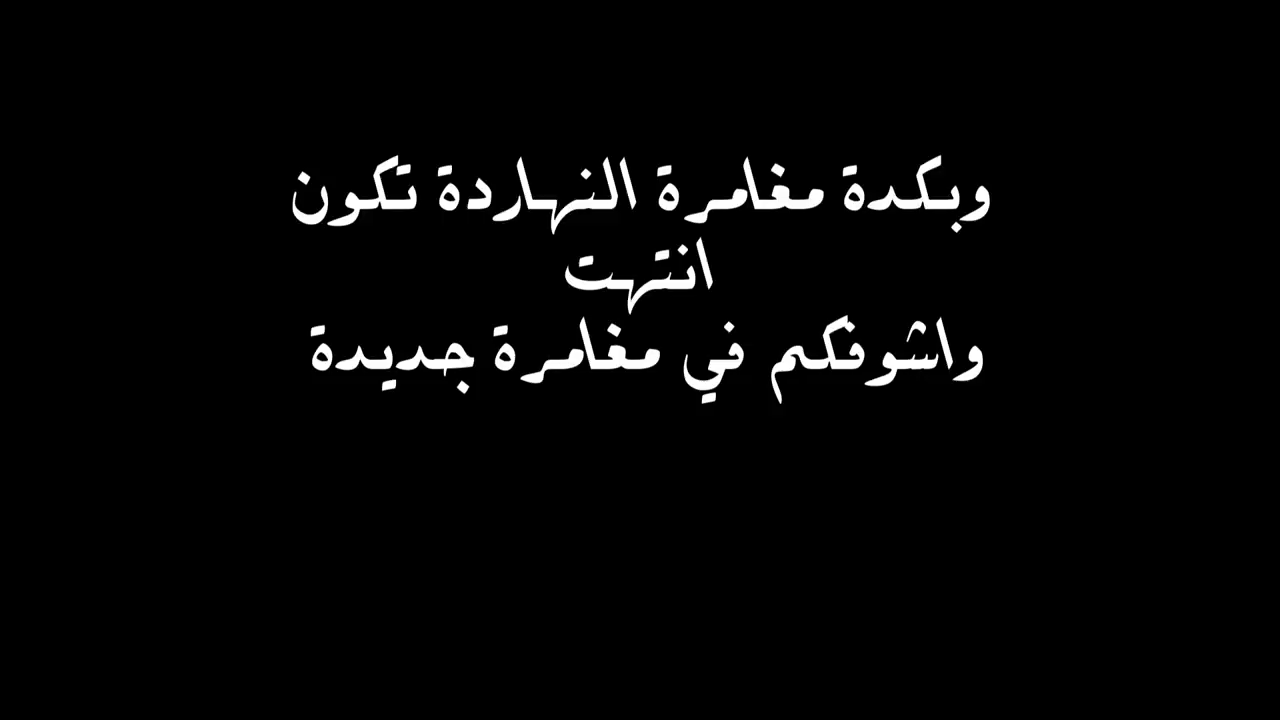 وبكدة مغامرة النهاردة تكون
انتهت
واشوفكم في مغامرة جديدة